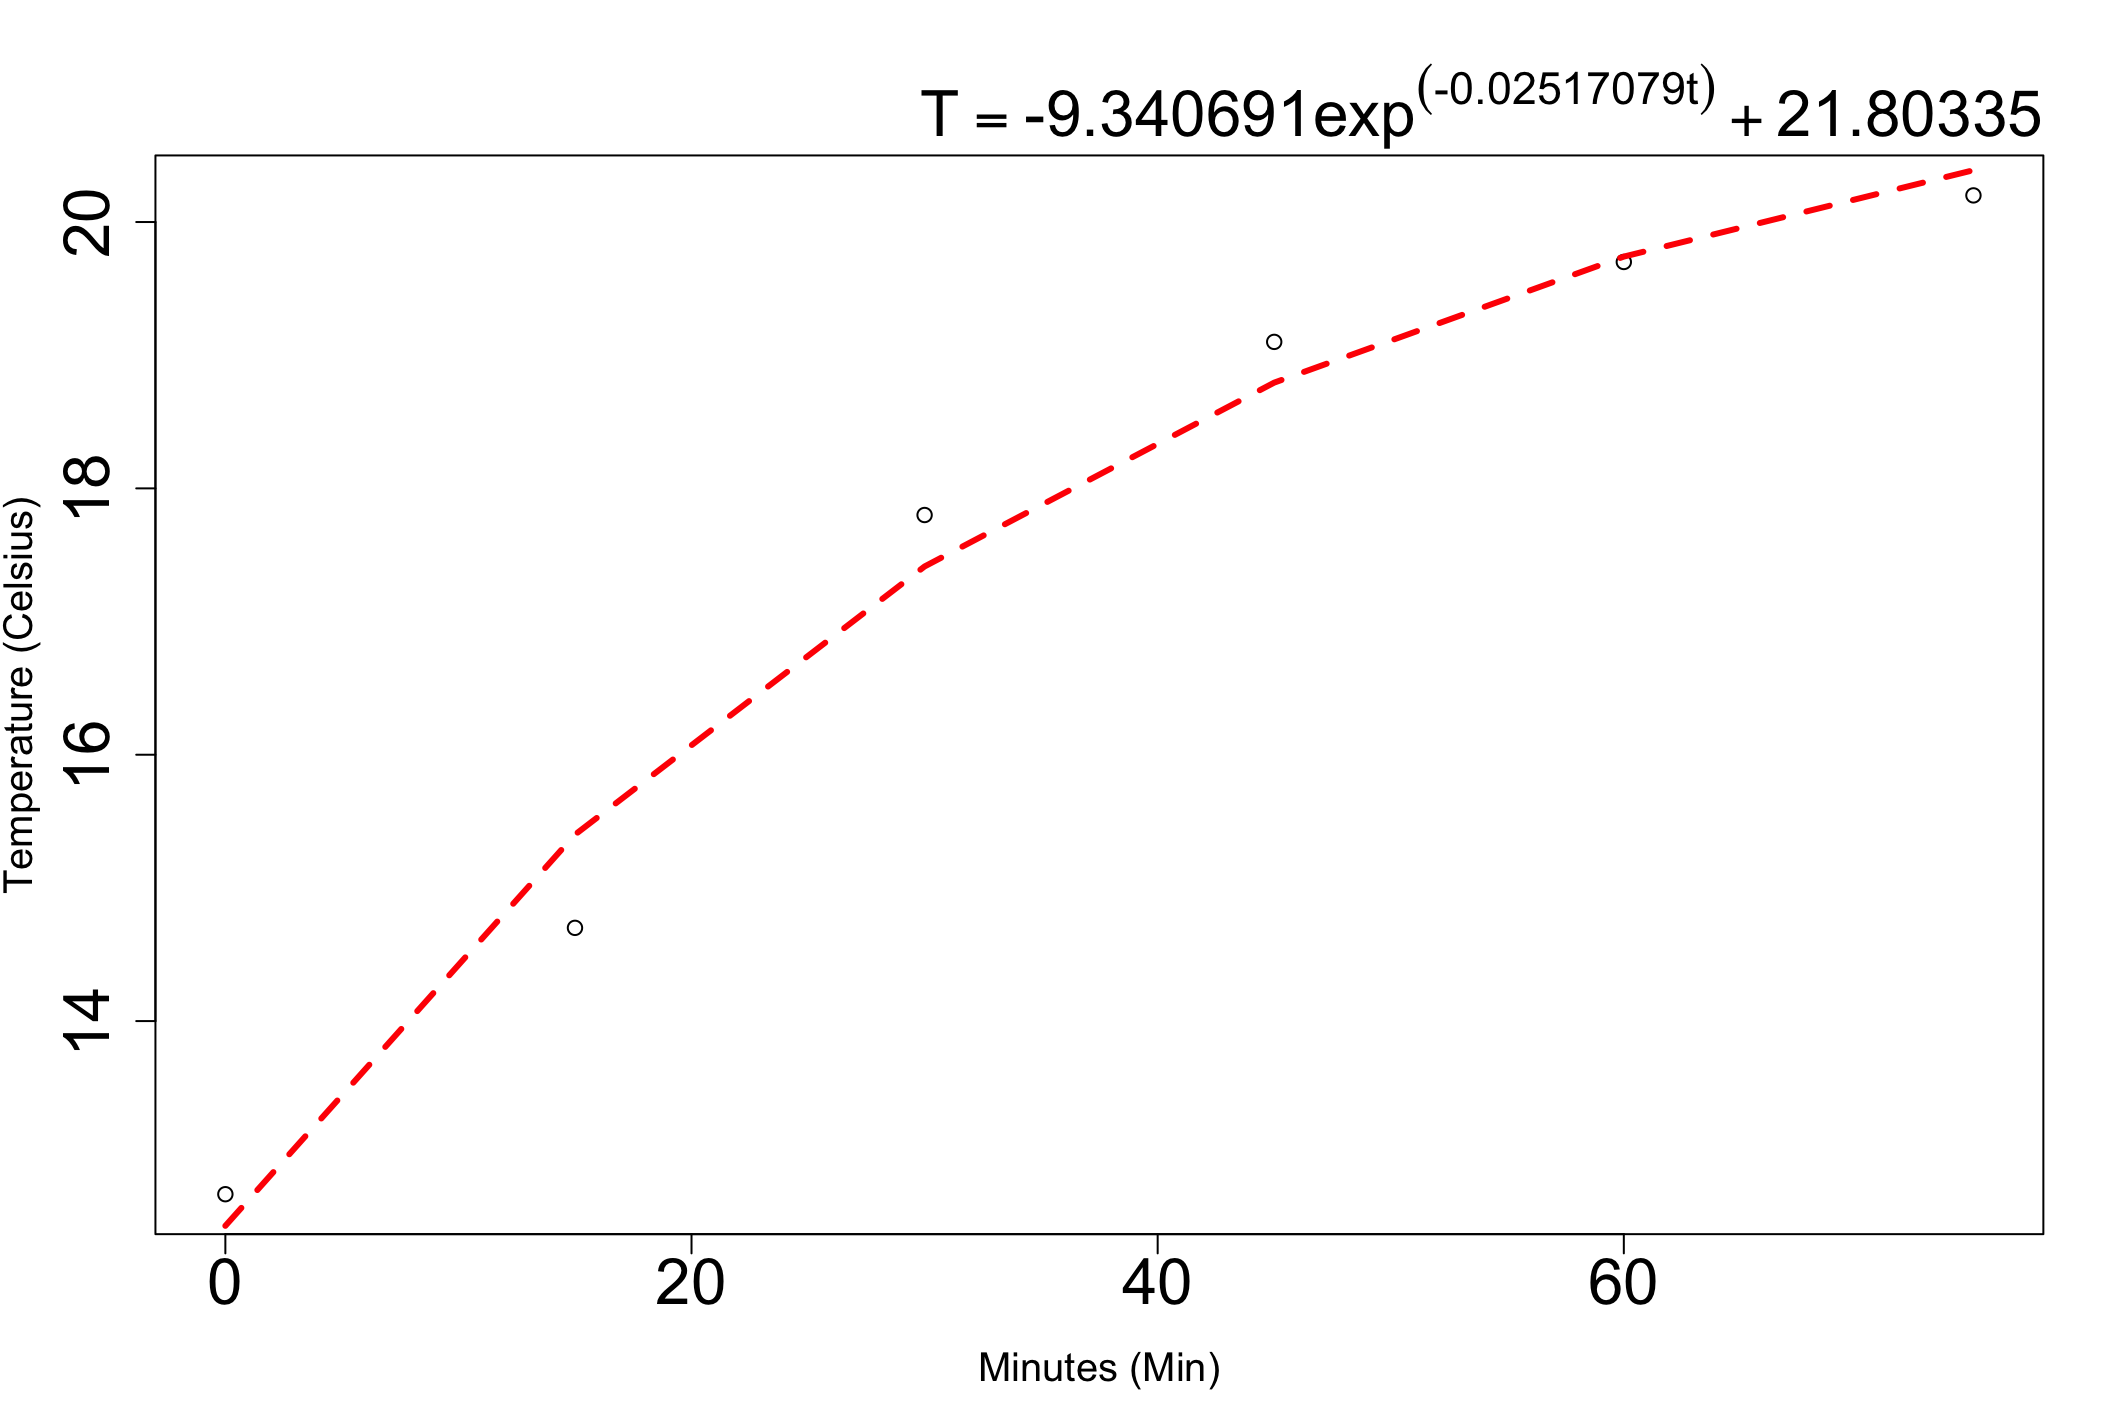 T = -9.340691exp(-0.02517079t) + 21.80335
20
18
16
14
Temperature (Celsius)
0 20 40 60
Minutes (Min)